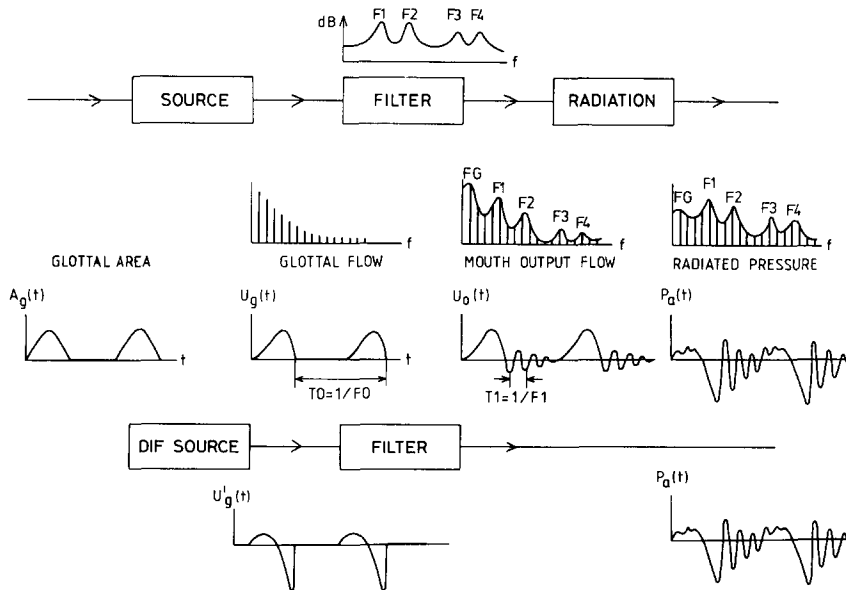 dB
F1 F2 F3 F4
f
SOURCE FILTER RADIATION
FG F1 F2 F3 F4 f
FG F1 F2 F3 F4 f
f
GLOTTAL AREA GLOTTAL FLOW MOUTH OUTPUT FLOW RADIATED PRESSURE
Ag(t) Ug(t) Uo(t) Pa(t)
t t t
T0=1/F0 T1=1/F1
DIF SOURCE FILTER
U'g(t) Pa(t)